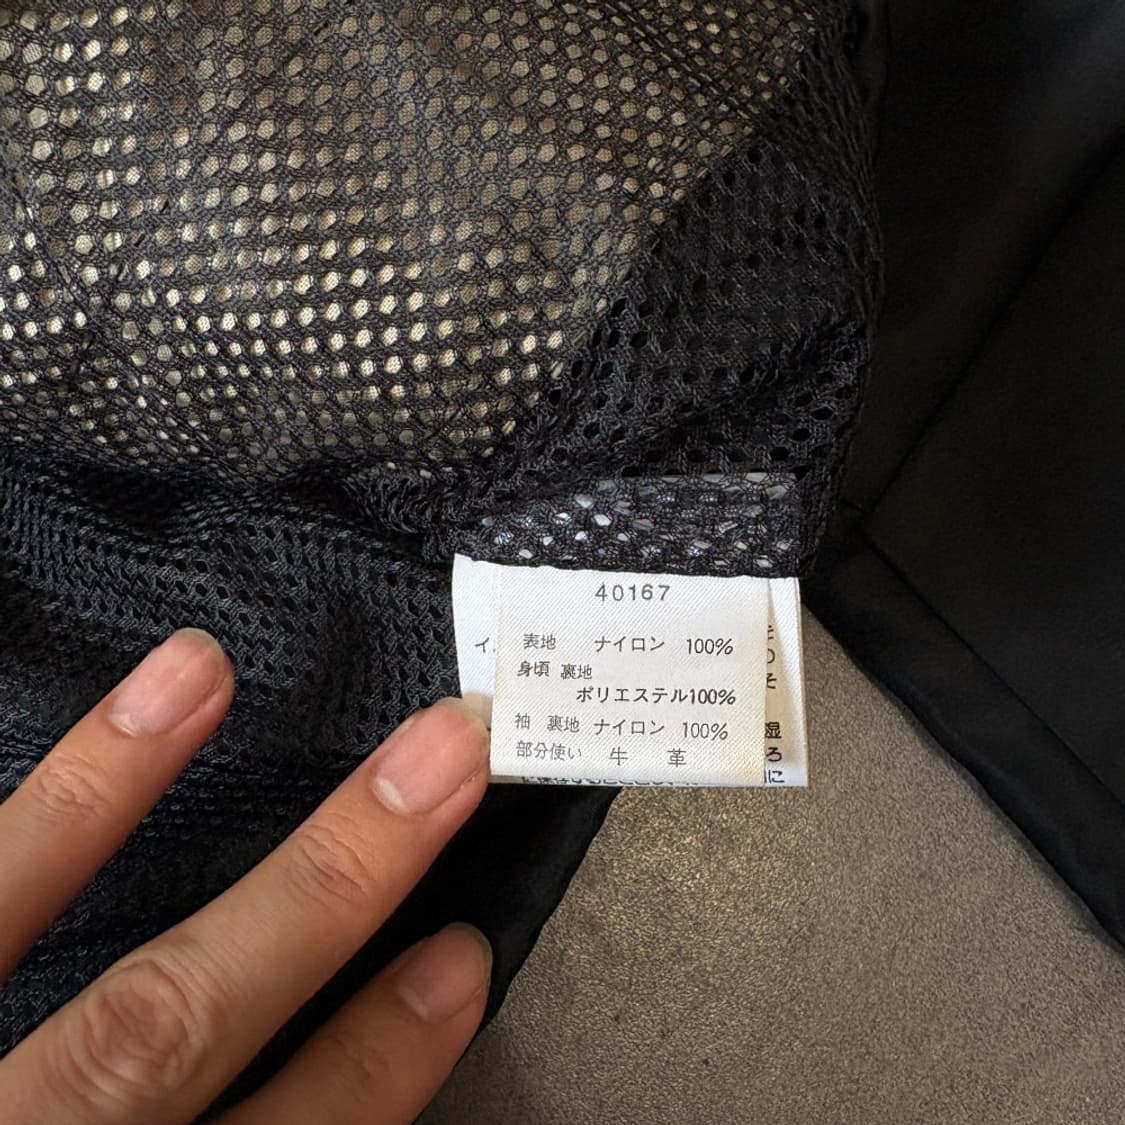 40167
表地 ナイロン 100%
身頃 裏地
ポリエステル100%
袖 裏地 ナイロン 100%
部分使い 牛 革